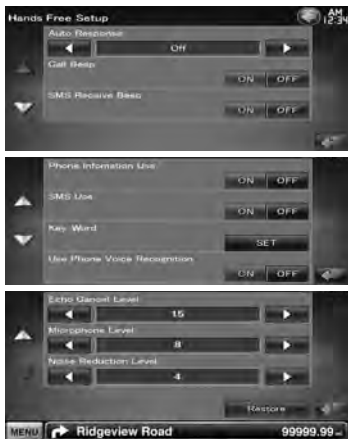 Hands Free Setup
AM
12:34
Auto Response
Off
Call Beep
ON OFF
SMS Receive Beep
ON OFF
Phone Infomation Use
ON OFF
SMS Use
ON OFF
Key Word
SET
Use Phone Voice Recognition
ON OFF
Echo Cancel Level
15
Microphone Level
8
Noise Reduction Level
4
Restore
MENU Ridgeview Road 99999.99